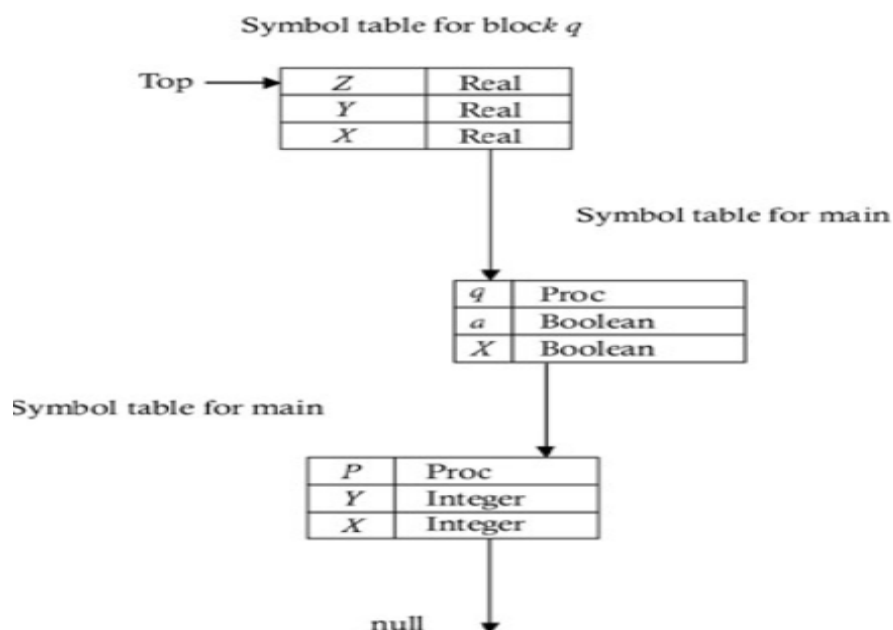 Symbol table for block q
Top
Z Real
Y Real
X Real
Symbol table for main
q Proc
a Boolean
X Boolean
Symbol table for main
P Proc
Y Integer
X Integer
null